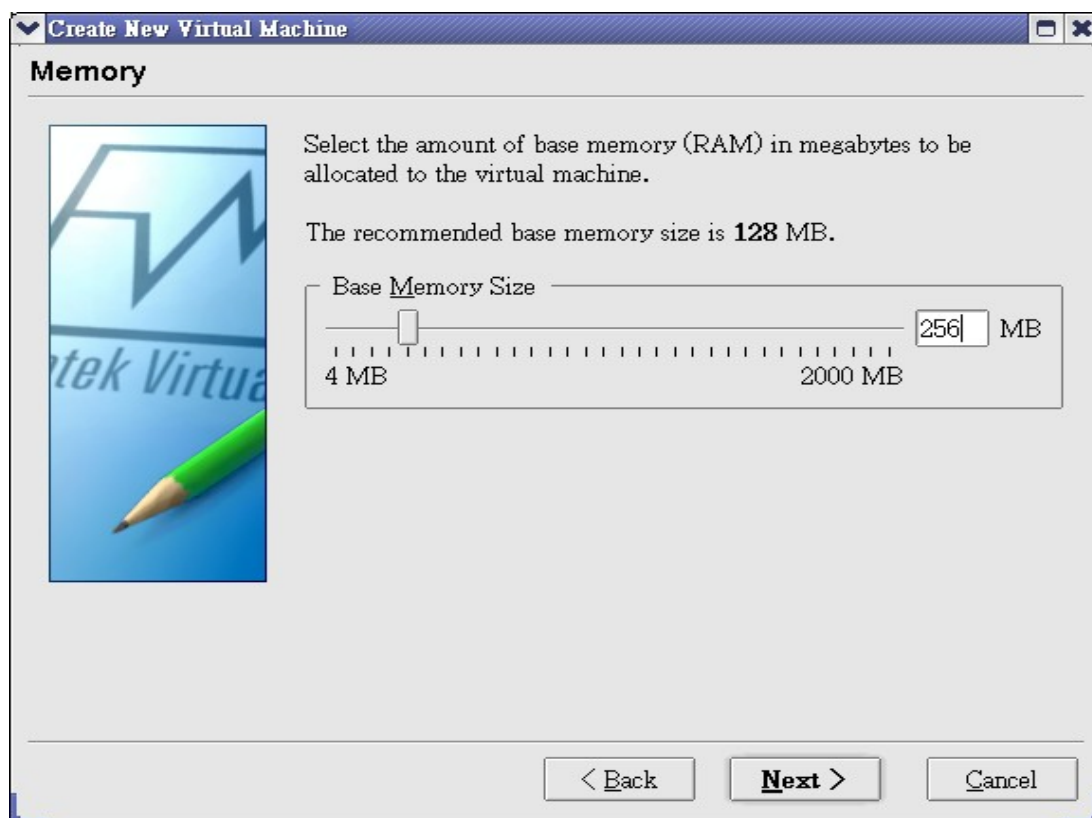 Create New Virtual Machine
Memory
Select the amount of base memory (RAM) in megabytes to be
allocated to the virtual machine.
The recommended base memory size is 128 MB.
Base Memory Size
256 MB
4 MB 2000 MB
tek Virtua
< Back Next > Cancel